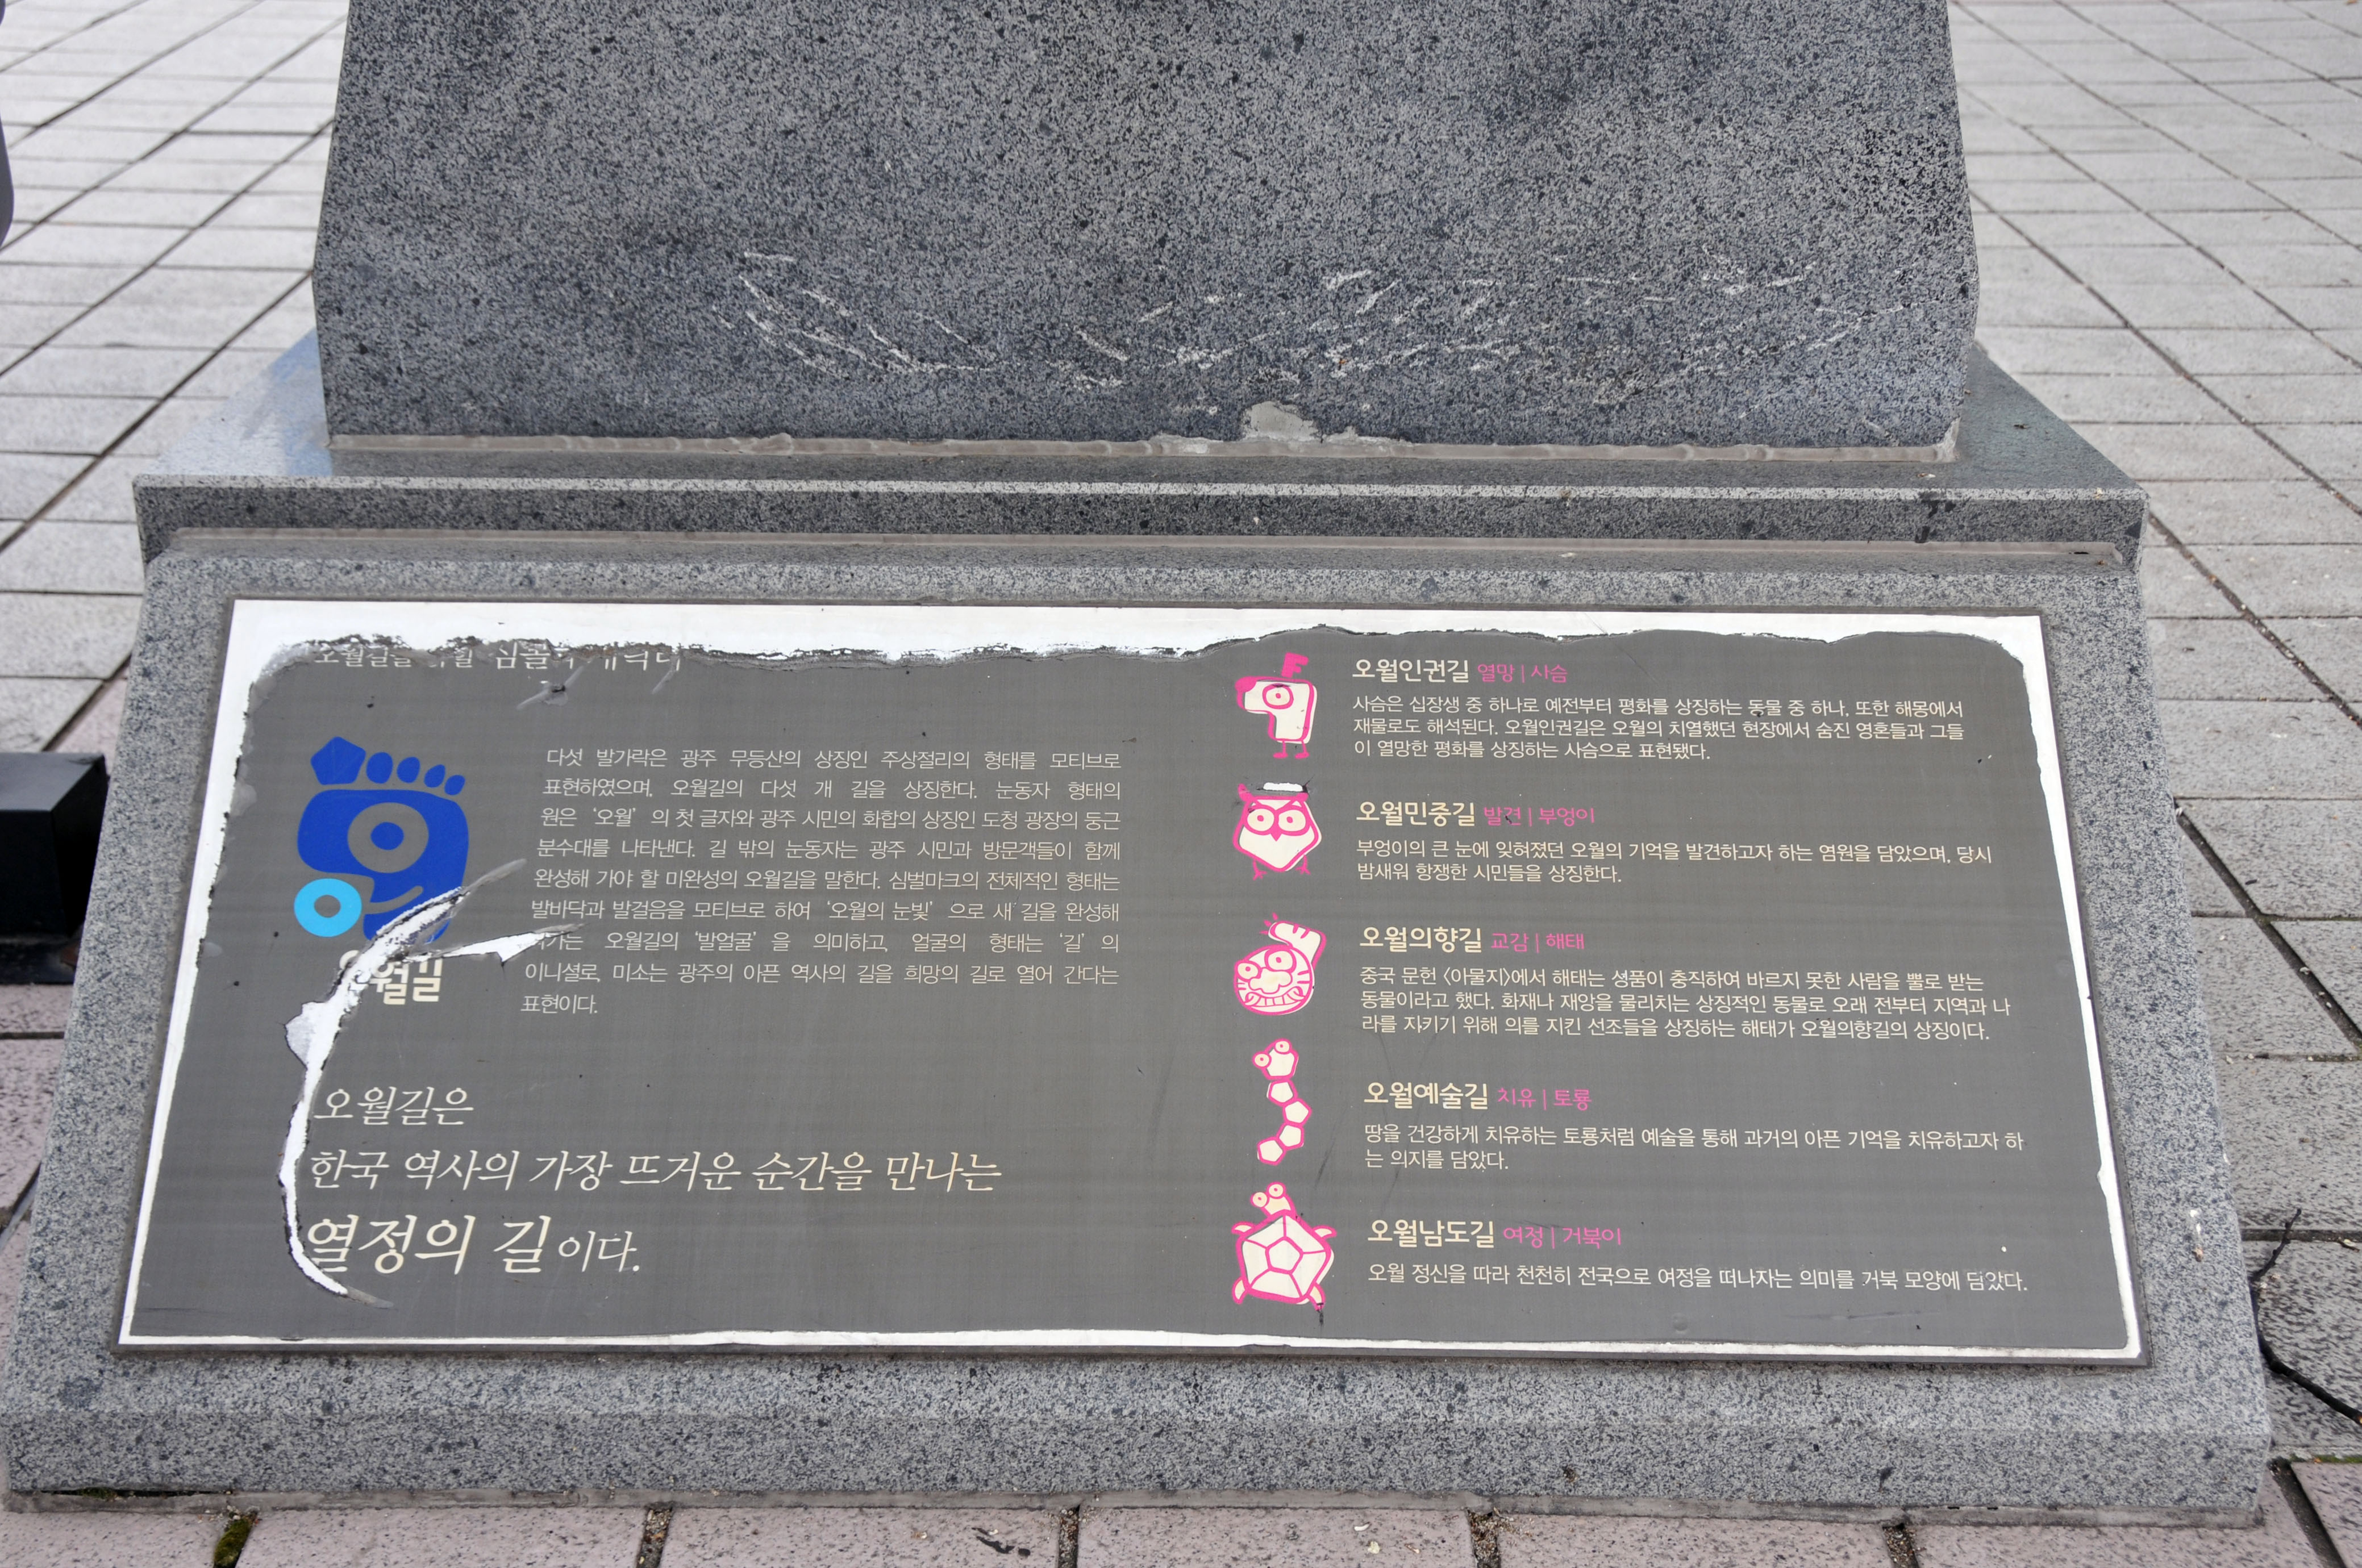 오월길을
다섯 발가락은 광주 무등산의 상징인 주상절리의 형태를 모티브로
표현하였으며, 오월길의 다섯 개 길을 상징한다. 눈동자 형태의
원은 ‘오월’의 첫 글자와 광주 시민의 화합의 상징인 도청 광장의 둥근
분수대를 나타낸다. 길 밖의 눈동자는 광주 시민과 방문객들이 함께
완성해 가야 할 미완성의 오월길을 말한다. 심벌마크의 전체적인 형태는
발바닥과 발걸음을 모티브로 하여 ‘오월의 눈빛’으로 새 길을 완성해
가는 오월길의 ‘발얼굴’을 의미하고, 얼굴의 형태는 ‘길’의
이니셜로, 미소는 광주의 아픈 역사의 길을 희망의 길로 열어 간다는
표현이다.
오월길
오월길은
한국 역사의 가장 뜨거운 순간을 만나는
열정의 길이다.
오월인권길 열망 | 사슴
사슴은 십장생 중 하나로 예전부터 평화를 상징하는 동물 중 하나, 또한 해몽에서
재물로도 해석된다. 오월인권길은 오월의 치열했던 현장에서 숨진 영혼들과 그들
이 열망한 평화를 상징하는 사슴으로 표현됐다.
오월민중길 발견 | 부엉이
부엉이의 큰 눈에 잊혀졌던 오월의 기억을 발견하고자 하는 염원을 담았으며, 당시
밤새워 항쟁한 시민들을 상징한다.
오월의향길 교감 | 해태
중국 문헌 <아물지>에서 해태는 성품이 충직하여 바르지 못한 사람을 뿔로 받는
동물이라고 했다. 화재나 재앙을 물리치는 상징적인 동물로 오래 전부터 지역과 나
라를 지키기 위해 의를 지킨 선조들을 상징하는 해태가 오월의향길의 상징이다.
오월예술길 치유 | 토룡
땅을 건강하게 치유하는 토룡처럼 예술을 통해 과거의 아픈 기억을 치유하고자 하
는 의지를 담았다.
오월남도길 여정 | 거북이
오월 정신을 따라 천천히 전국으로 여정을 떠나자는 의미를 거북 모양에 담았다.